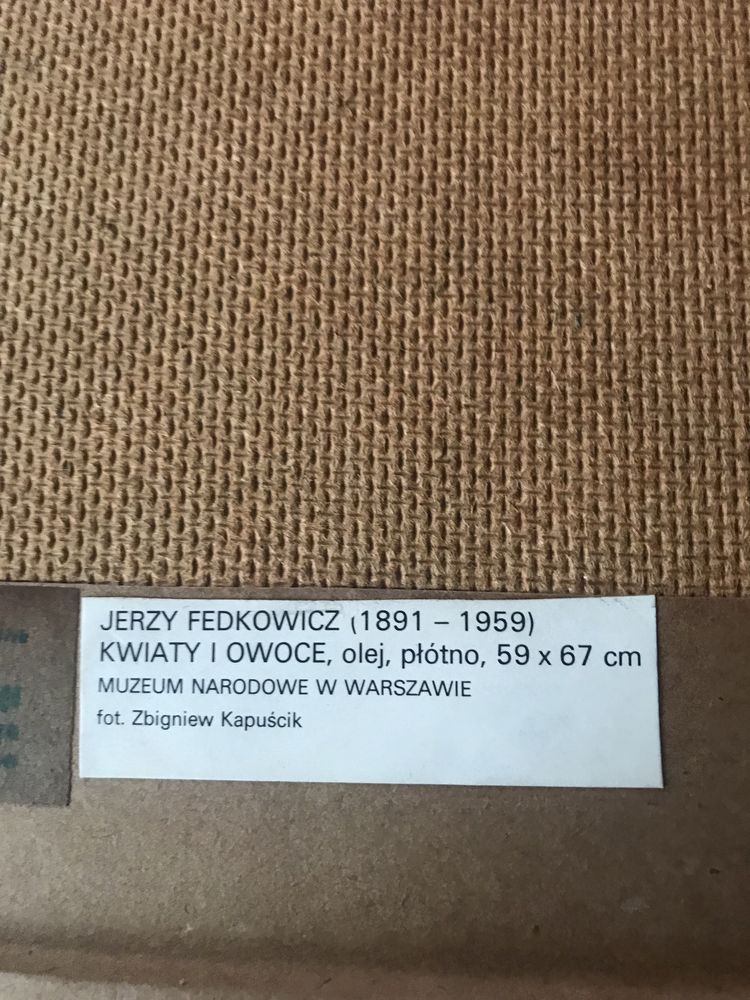 JERZY FEDKOWICZ (1891 – 1959)
KWIATY I OWOCE, olej, płótno, 59 x 67 cm
MUZEUM NARODOWE W WARSZAWIE
fot. Zbigniew Kapuścik